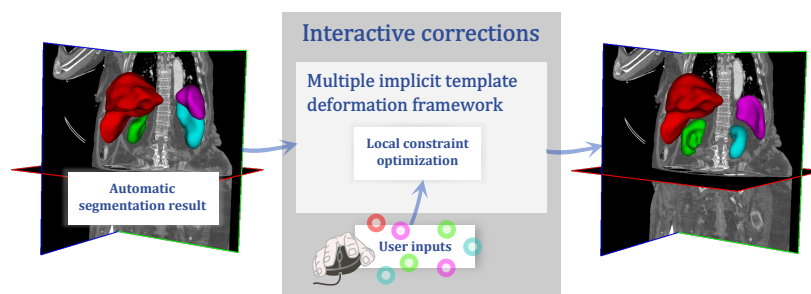 Interactive corrections
Multiple implicit template
deformation framework
Local constraint
optimization
Automatic
segmentation result
User inputs